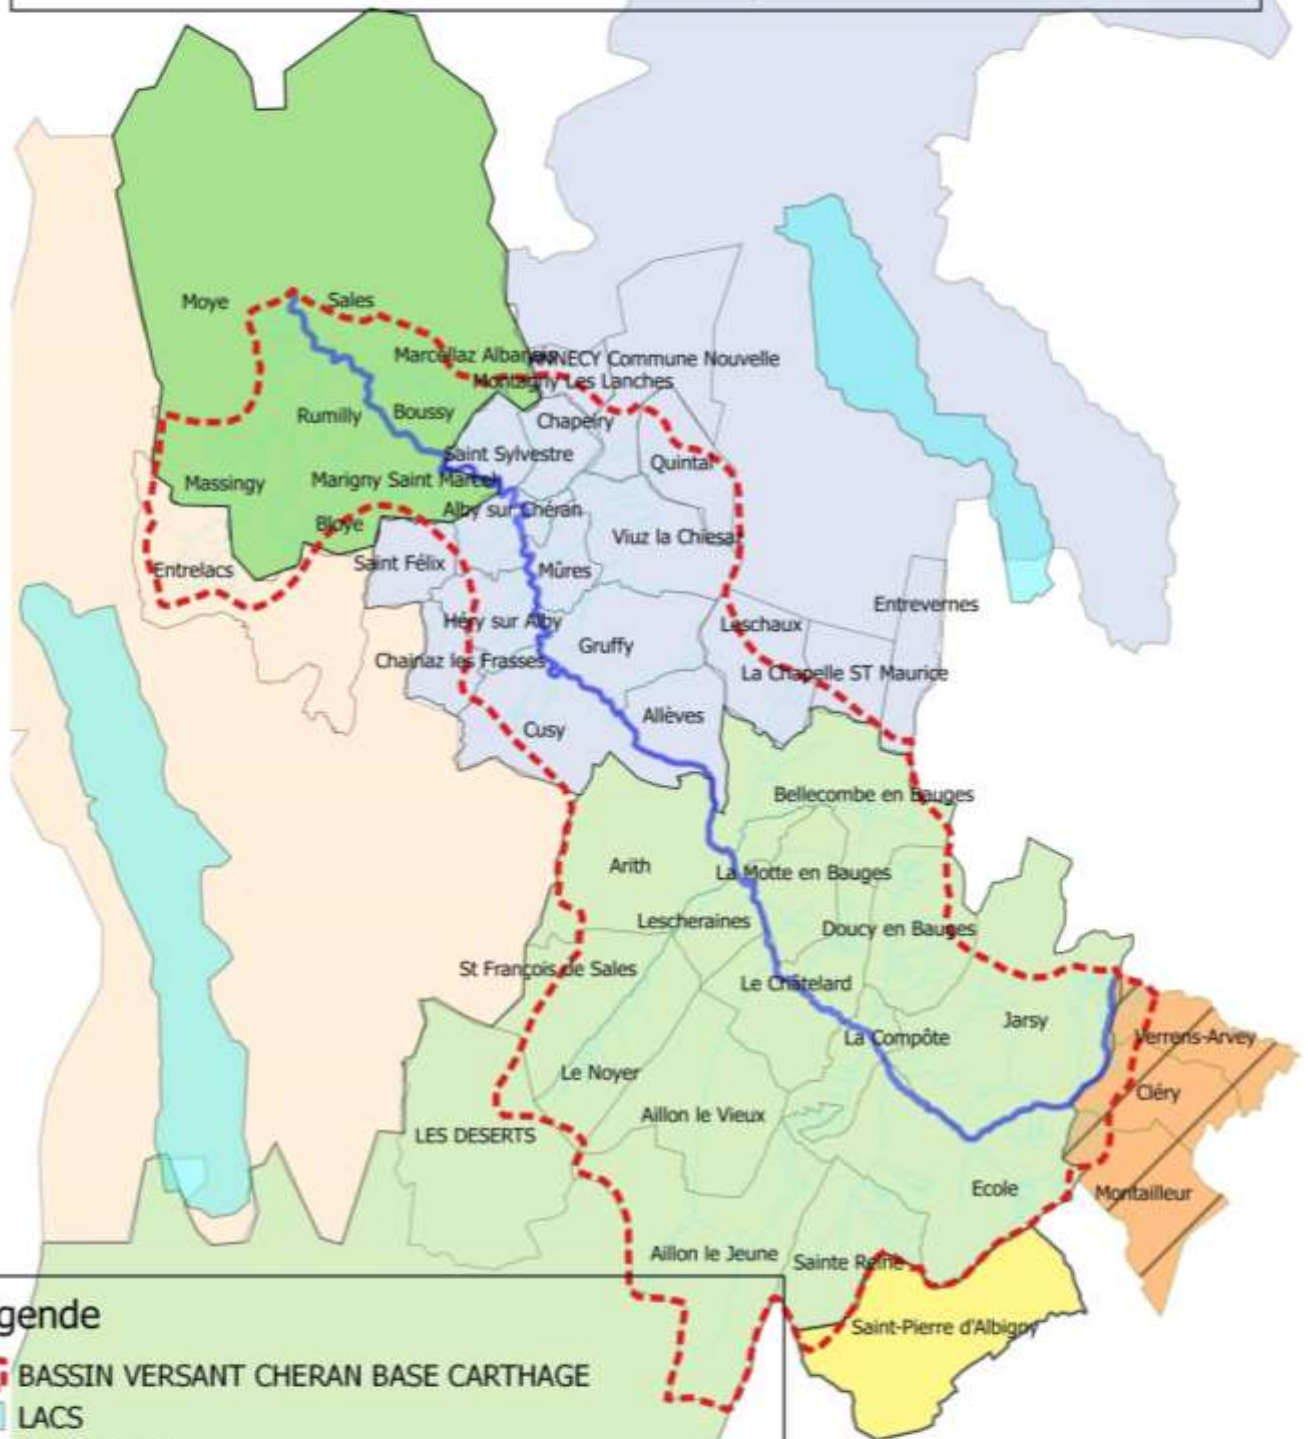 Moye
Sales
Marcellaz Albanais
ANNECY Commune Nouvelle
Montagny Les Lanches
Rumilly
Boussy
Chapeiry
Saint Sylvestre
Quintal
Massingy
Marigny Saint Marcel
Alby sur Chéran
Bloye
Viuz la Chiesaz
Entrelacs
Saint Félix
Mûres
Entrevernes
Héry sur Alby
Leschaux
Gruffy
Chainaz les Frasses
La Chapelle ST Maurice
Allèves
Cusy
Bellecombe en Bauges
Arith
La Motte en Bauges
Lescheraines
Doucy en Bauges
St François de Sales
Le Châtelard
Jarsy
La Compôte
Verrens-Arvey
Le Noyer
Cléry
Aillon le Vieux
LES DESERTS
Ecole
Montailleur
Aillon le Jeune
Sainte Reine
Saint-Pierre d'Albigny
gende
BASSIN VERSANT CHERAN BASE CARTHAGE
LACS